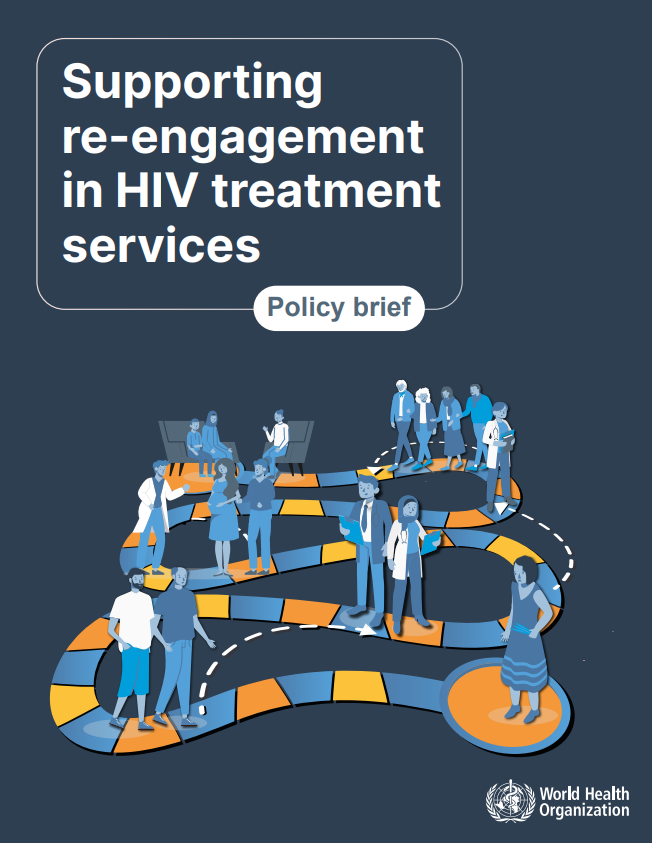 Supporting
re-engagement
in HIV treatment
services
Policy brief
World Health
Organization